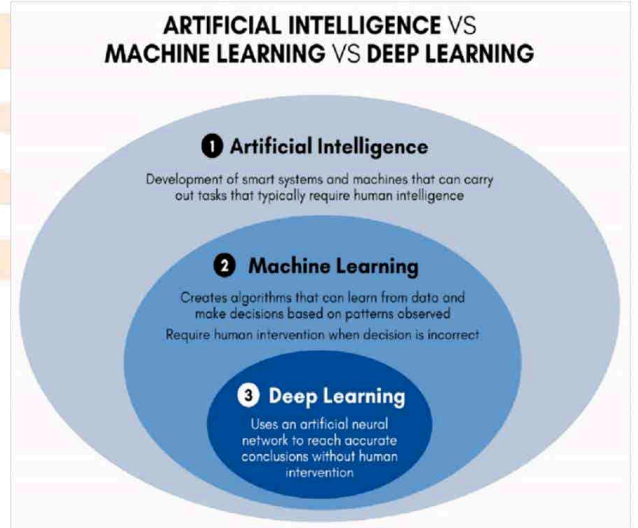 ARTIFICIAL INTELLIGENCE VS
MACHINE LEARNING VS DEEP LEARNING
1 Artificial Intelligence
Development of smart systems and machines that can carry
out tasks that typically require human intelligence
2 Machine Learning
Creates algorithms that can learn from data and
make decisions based on patterns observed
Require human intervention when decision is incorrect
3 Deep Learning
Uses an artificial neural
network to reach accurate
conclusions without human
intervention